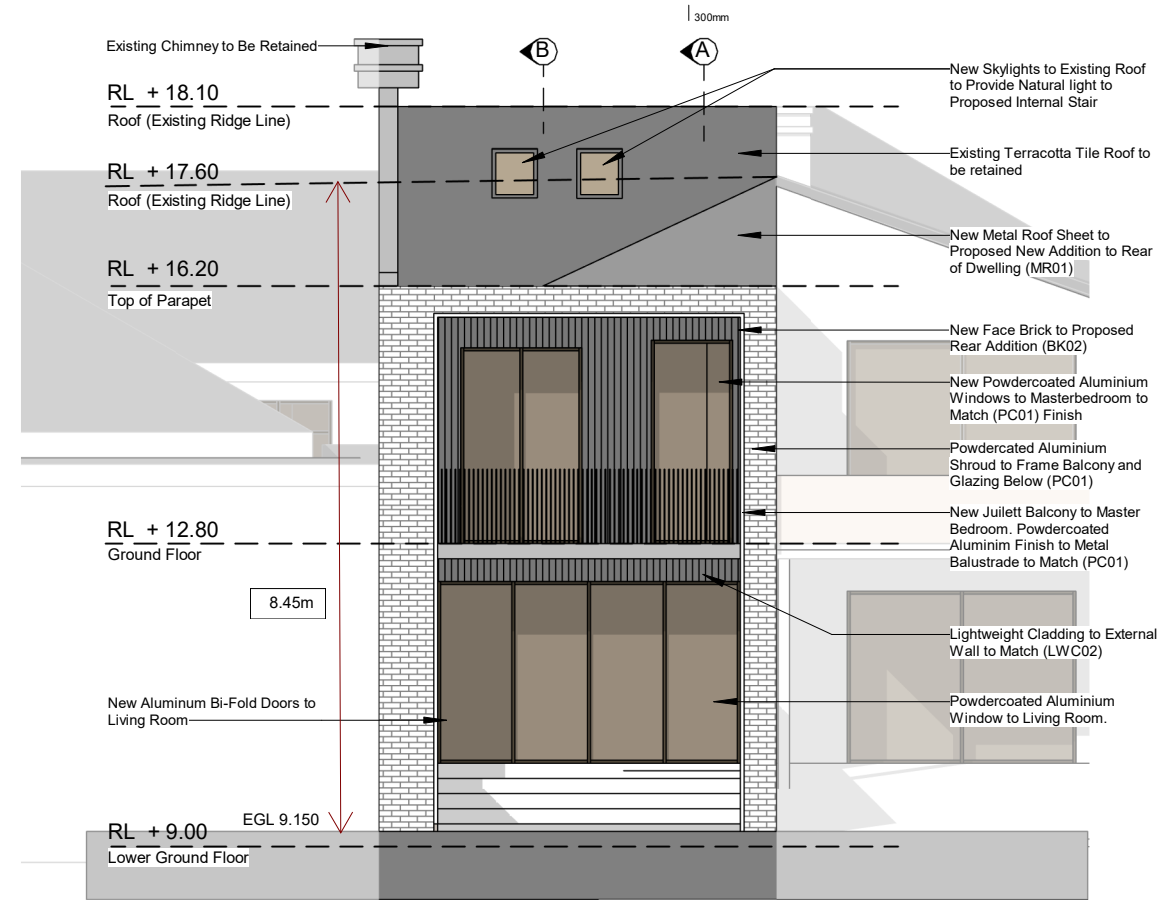 300mm
Existing Chimney to Be Retained
B
A
New Skylights to Existing Roof
to Provide Natural light to
Proposed Internal Stair
RL + 18.10
Roof (Existing Ridge Line)
Existing Terracotta Tile Roof to
be retained
RL + 17.60
Roof (Existing Ridge Line)
New Metal Roof Sheet to
Proposed New Addition to Rear
of Dwelling (MR01)
RL + 16.20
Top of Parapet
New Face Brick to Proposed
Rear Addition (BK02)
New Powdercoated Aluminium
Windows to Masterbedroom to
Match (PC01) Finish
Powdercated Aluminium
Shroud to Frame Balcony and
Glazing Below (PC01)
New Juilett Balcony to Master
Bedroom. Powdercoated
Aluminim Finish to Metal
Balustrade to Match (PC01)
RL + 12.80
Ground Floor
8.45m
Lightweight Cladding to External
Wall to Match (LWC02)
New Aluminum Bi-Fold Doors to
Living Room
Powdercoated Aluminium
Window to Living Room.
EGL 9.150
RL + 9.00
Lower Ground Floor